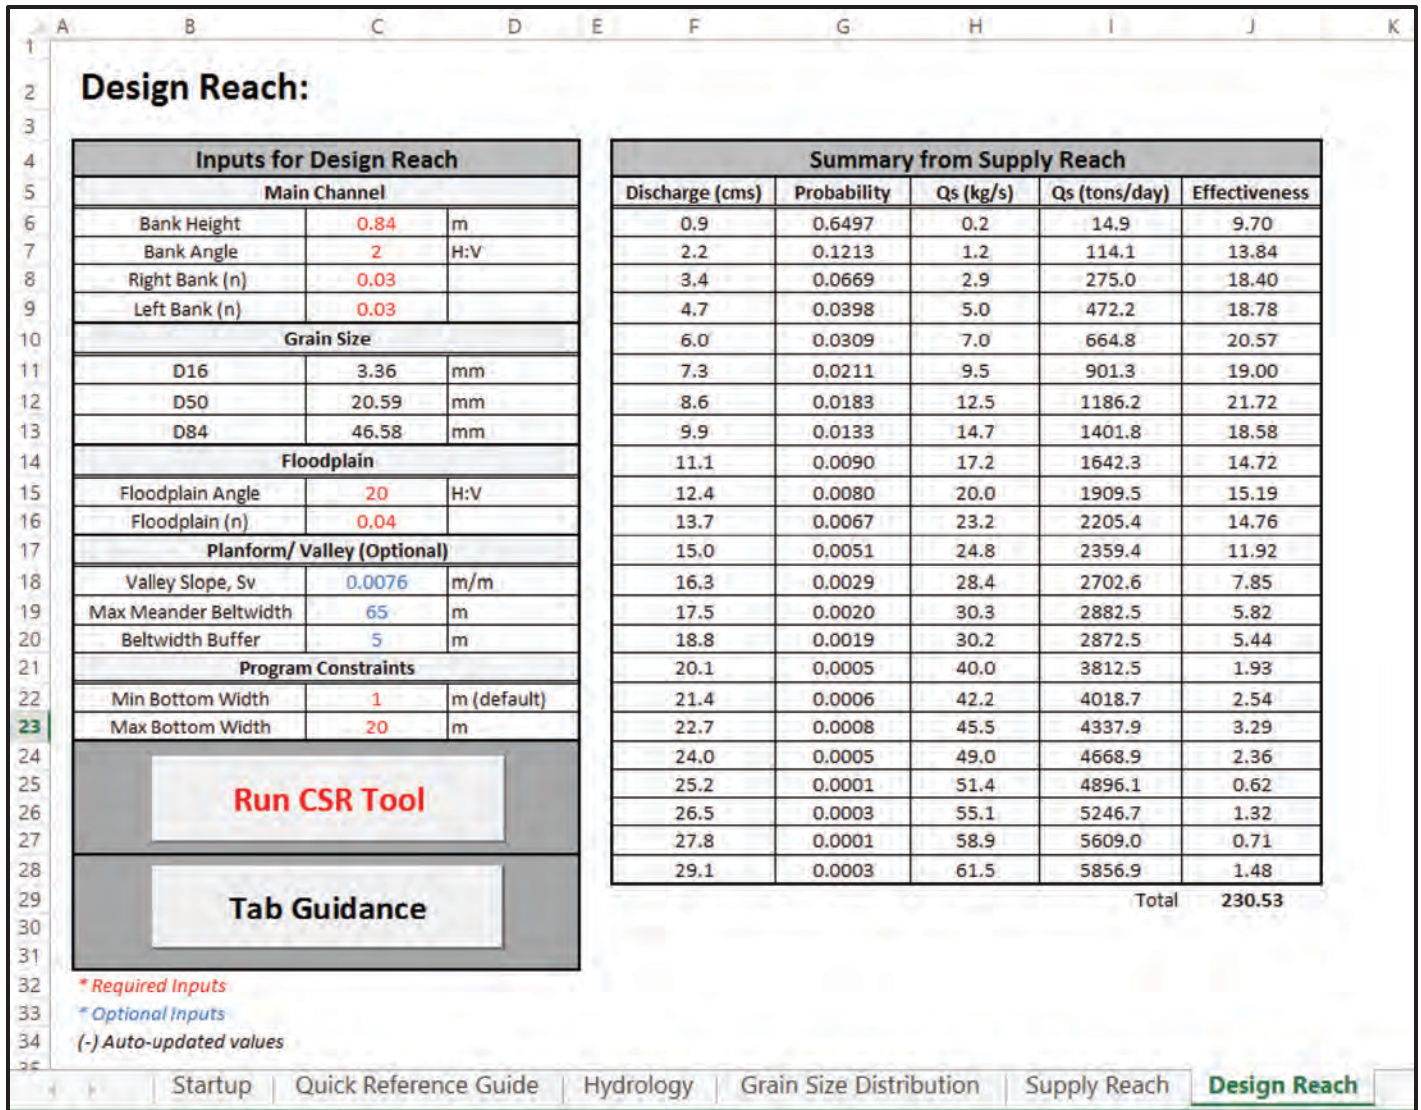 A B C D E F G H I J K
1
2 Design Reach:
3
4 Inputs for Design Reach Summary from Supply Reach
5 Main Channel Discharge (cms) Probability Qs (kg/s) Qs (tons/day) Effectiveness
6 Bank Height 0.84 m 0.9 0.6497 0.2 14.9 9.70
7 Bank Angle 2 H:V 2.2 0.1213 1.2 114.1 13.84
8 Right Bank (n) 0.03 3.4 0.0669 2.9 275.0 18.40
9 Left Bank (n) 0.03 4.7 0.0398 5.0 472.2 18.78
10 Grain Size 6.0 0.0309 7.0 664.8 20.57
11 D16 3.36 mm 7.3 0.0211 9.5 901.3 19.00
12 D50 20.59 mm 8.6 0.0183 12.5 1186.2 21.72
13 D84 46.58 mm 9.9 0.0133 14.7 1401.8 18.58
14 Floodplain 11.1 0.0090 17.2 1642.3 14.72
15 Floodplain Angle 20 H:V 12.4 0.0080 20.0 1909.5 15.19
16 Floodplain (n) 0.04 13.7 0.0067 23.2 2205.4 14.76
17 Planform/ Valley (Optional) 15.0 0.0051 24.8 2359.4 11.92
18 Valley Slope, Sv 0.0076 m/m 16.3 0.0029 28.4 2702.6 7.85
19 Max Meander Beltwidth 65 m 17.5 0.0020 30.3 2882.5 5.82
20 Beltwidth Buffer 5 m 18.8 0.0019 30.2 2872.5 5.44
21 Program Constraints 20.1 0.0005 40.0 3812.5 1.93
22 Min Bottom Width 1 m (default) 21.4 0.0006 42.2 4018.7 2.54
23 Max Bottom Width 20 m 22.7 0.0008 45.5 4337.9 3.29
24 24.0 0.0005 49.0 4668.9 2.36
25 Run CSR Tool 25.2 0.0001 51.4 4896.1 0.62
26 26.5 0.0003 55.1 5246.7 1.32
27 27.8 0.0001 58.9 5609.0 0.71
28 29.1 0.0003 61.5 5856.9 1.48
29 Tab Guidance Total 230.53
30
31
32 * Required Inputs
33 * Optional Inputs
34 (-) Auto-updated values
35
Startup Quick Reference Guide Hydrology Grain Size Distribution Supply Reach Design Reach